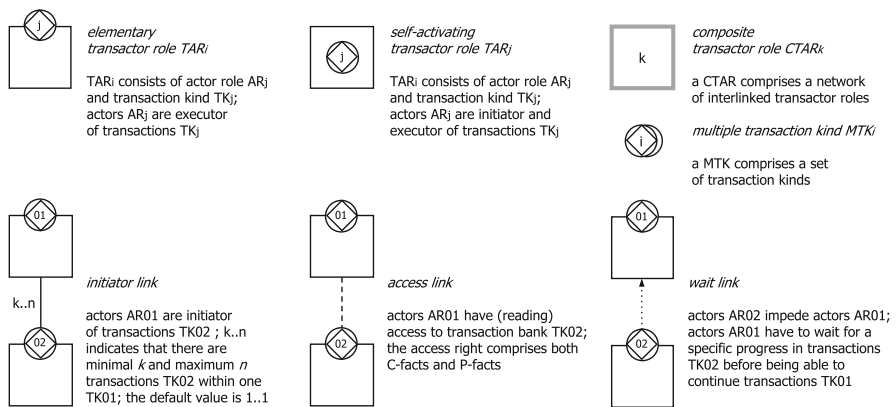 j
elementary
transactor role TARi
TARi consists of actor role ARj
and transaction kind TKj;
actors ARj are executor
of transactions TKj
j
self-activating
transactor role TARj
TARi consists of actor role ARj
and transaction kind TKj;
actors ARj are initiator and
executor of transactions TKj
k
composite
transactor role CTARk
a CTAR comprises a network
of interlinked transactor roles
i
multiple transaction kind MTKi
a MTK comprises a set
of transaction kinds
01
k..n
02
initiator link
actors AR01 are initiator
of transactions TK02 ; k..n
indicates that there are
minimal k and maximum n
transactions TK02 within one
TK01; the default value is 1..1
01
02
access link
actors AR01 have (reading)
access to transaction bank TK02;
the access right comprises both
C-facts and P-facts
01
02
wait link
actors AR02 impede actors AR01;
actors AR01 have to wait for a
specific progress in transactions
TK02 before being able to
continue transactions TK01